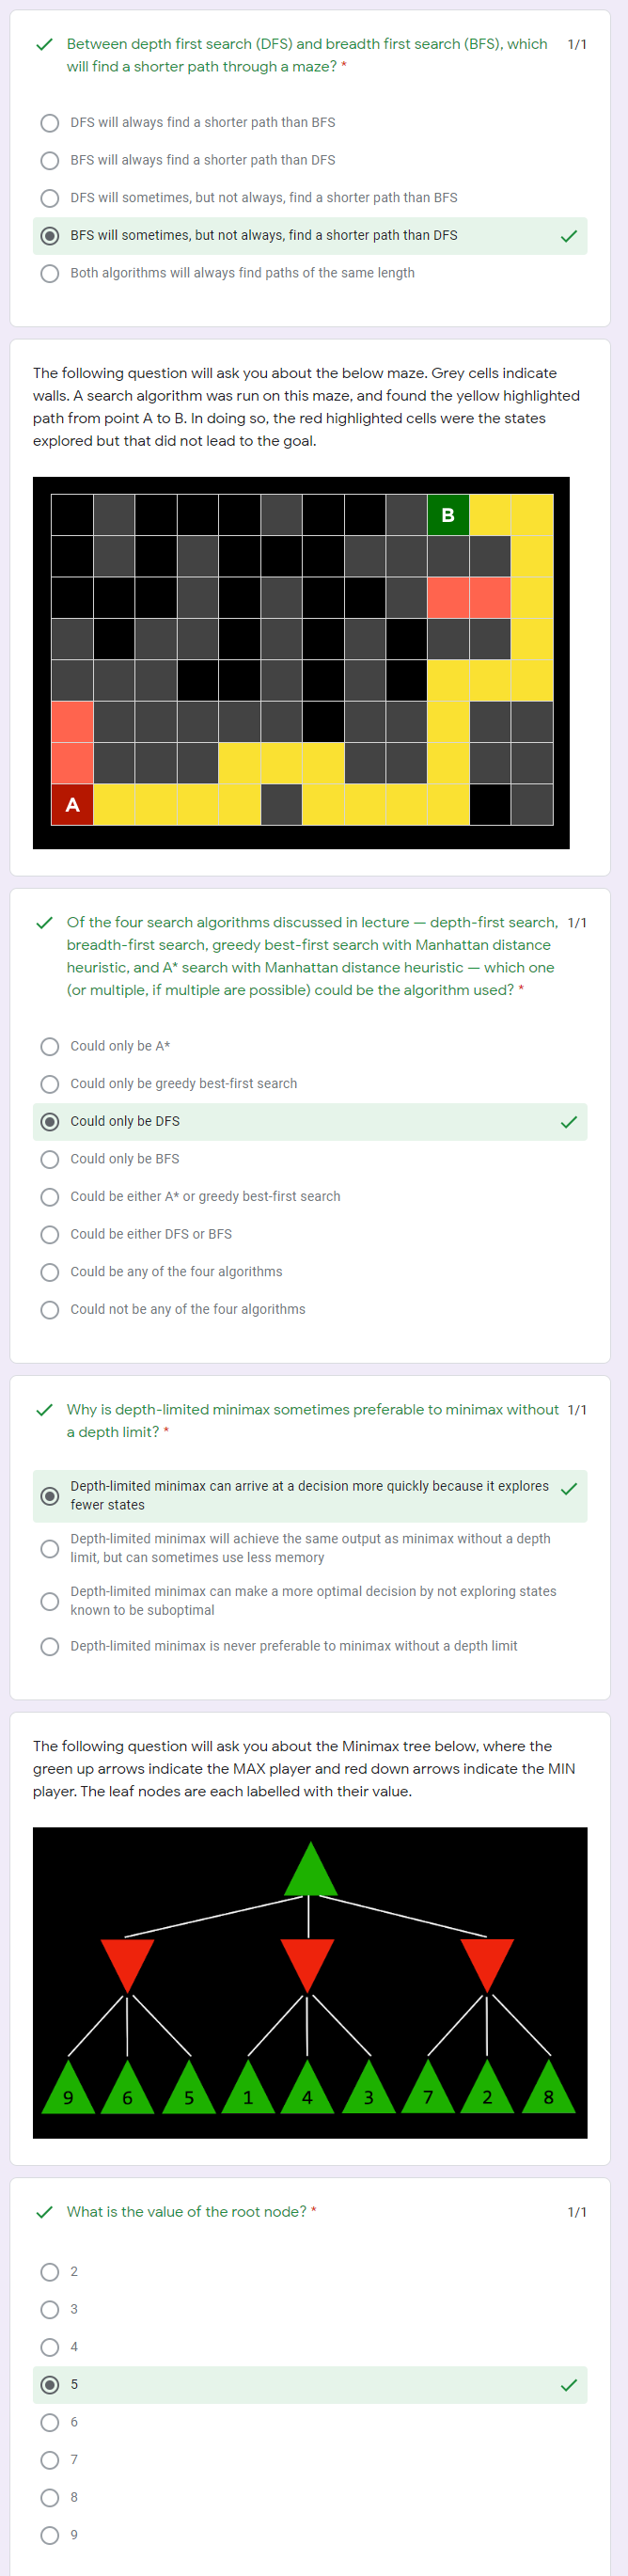 Between depth first search (DFS) and breadth first search (BFS), which 1/1
will find a shorter path through a maze? *
DFS will always find a shorter path than BFS
BFS will always find a shorter path than DFS
DFS will sometimes, but not always, find a shorter path than BFS
BFS will sometimes, but not always, find a shorter path than DFS
Both algorithms will always find paths of the same length
The following question will ask you about the below maze. Grey cells indicate
walls. A search algorithm was run on this maze, and found the yellow highlighted
path from point A to B. In doing so, the red highlighted cells were the states
explored but that did not lead to the goal.
B
A
Of the four search algorithms discussed in lecture — depth-first search, 1/1
breadth-first search, greedy best-first search with Manhattan distance
heuristic, and A* search with Manhattan distance heuristic — which one
(or multiple, if multiple are possible) could be the algorithm used? *
Could only be A*
Could only be greedy best-first search
Could only be DFS
Could only be BFS
Could be either A* or greedy best-first search
Could be either DFS or BFS
Could be any of the four algorithms
Could not be any of the four algorithms
Why is depth-limited minimax sometimes preferable to minimax without 1/1
a depth limit? *
Depth-limited minimax can arrive at a decision more quickly because it explores
fewer states
Depth-limited minimax will achieve the same output as minimax without a depth
limit, but can sometimes use less memory
Depth-limited minimax can make a more optimal decision by not exploring states
known to be suboptimal
Depth-limited minimax is never preferable to minimax without a depth limit
The following question will ask you about the Minimax tree below, where the
green up arrows indicate the MAX player and red down arrows indicate the MIN
player. The leaf nodes are each labelled with their value.
9 6 5 1 4 3 7 2 8
What is the value of the root node? * 1/1
2
3
4
5
6
7
8
9